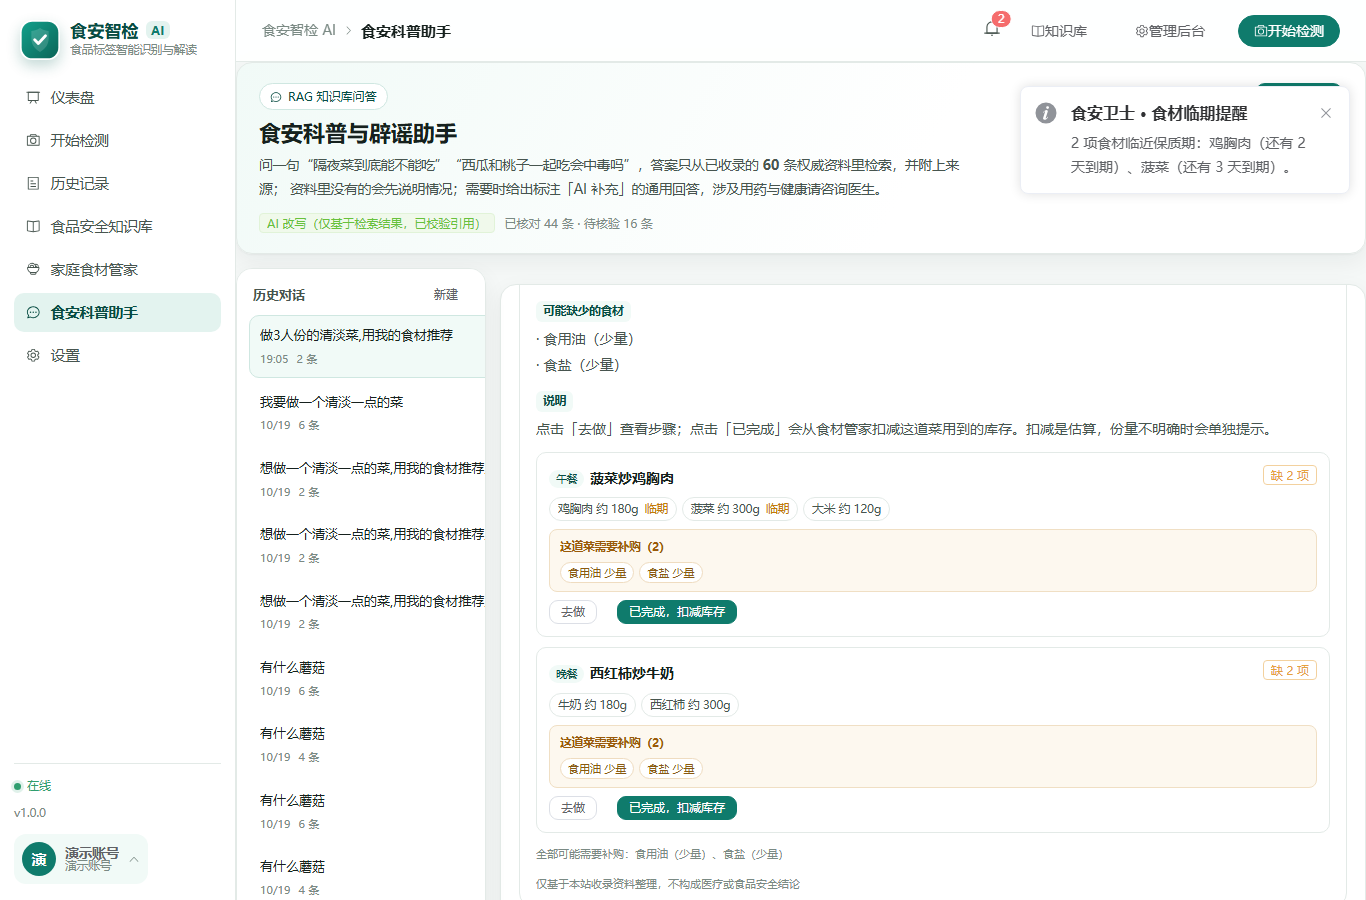 食安智检 AI
食品标签智能识别与解读
仪表盘
开始检测
历史记录
食品安全知识库
家庭食材管家
食安科普助手
设置
在线
v1.0.0
演
演示账号
演示账号
食安智检 AI > 食安科普助手
2
知识库
管理后台
开始检测
RAG 知识库问答
食安科普与辟谣助手
问一句“隔夜菜到底能不能吃”“西瓜和桃子一起吃会中毒吗”，答案只从已收录的 60 条权威资料里检索，并附上来
源；资料里没有的会先说明情况；需要时给出标注「AI 补充」的通用回答，涉及用药与健康请咨询医生。
AI 改写（仅基于检索结果，已校验引用） 已核对 44 条 · 待核验 16 条
食安卫士 • 食材临期提醒
2 项食材临近保质期：鸡胸肉（还有 2
天到期）、菠菜（还有 3 天到期）。
历史对话 新建
做3人份的清淡菜,用我的食材推荐
19:05 2 条
我要做一个清淡一点的菜
10/19 6 条
想做一个清淡一点的菜,用我的食材推荐
10/19 2 条
想做一个清淡一点的菜,用我的食材推荐
10/19 2 条
想做一个清淡一点的菜,用我的食材推荐
10/19 2 条
有什么蘑菇
10/19 6 条
有什么蘑菇
10/19 4 条
有什么蘑菇
10/19 6 条
有什么蘑菇
10/19 4 条
可能缺少的食材
· 食用油（少量）
· 食盐（少量）
说明
点击「去做」查看步骤；点击「已完成」会从食材管家扣减这道菜用到的库存。扣减是估算，份量不明确时会单独提示。
午餐 菠菜炒鸡胸肉 缺 2 项
鸡胸肉 约 180g 临期 菠菜 约 300g 临期 大米 约 120g
这道菜需要补购（2）
食用油 少量 食盐 少量
去做 已完成，扣减库存
晚餐 西红柿炒牛奶 缺 2 项
牛奶 约 180g 西红柿 约 300g
这道菜需要补购（2）
食用油 少量 食盐 少量
去做 已完成，扣减库存
全部可能需要补购：食用油（少量）、食盐（少量）
仅基于本站收录资料整理，不构成医疗或食品安全结论